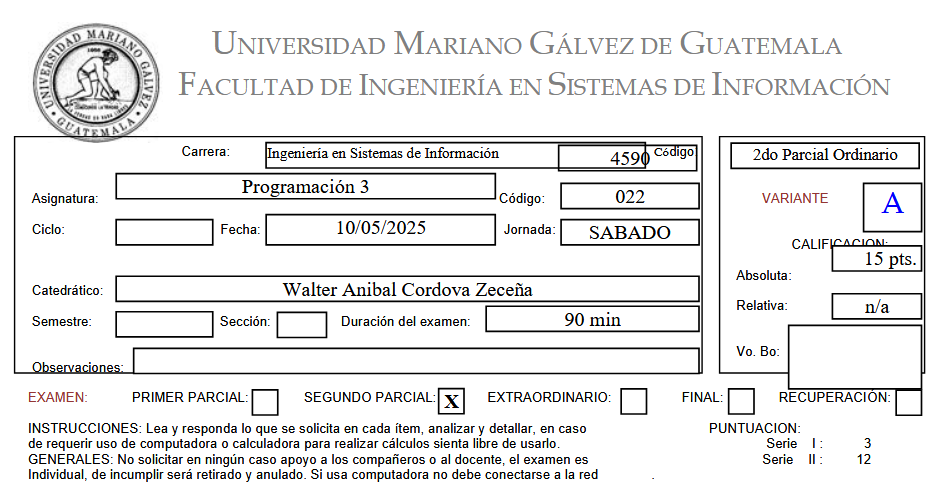 UNIVERSIDAD MARIANO GÁLVEZ DE GUATEMALA
FACULTAD DE INGENIERÍA EN SISTEMAS DE INFORMACIÓN
UNIVERSIDAD MARIANO GALVEZ
GUATEMALA
Carrera: Ingeniería en Sistemas de Información 4590 Código
2do Parcial Ordinario
Asignatura: Programación 3 Código: 022
VARIANTE A
Ciclo: Fecha: 10/05/2025 Jornada: SABADO
CALIFICACION:
Absoluta: 15 pts.
Catedrático: Walter Anibal Cordova Zeceña
Relativa: n/a
Semestre: Sección: Duración del examen: 90 min
Vo. Bo:
Observaciones:
EXAMEN: PRIMER PARCIAL: SEGUNDO PARCIAL: X EXTRAORDINARIO: FINAL: RECUPERACIÓN:
INSTRUCCIONES: Lea y responda lo que se solicita en cada ítem, analizar y detallar, en caso
de requerir uso de computadora o calculadora para realizar cálculos sienta libre de usarlo.
GENERALES: No solicitar en ningún caso apoyo a los compañeros o al docente, el examen es
Individual, de incumplir será retirado y anulado. Si usa computadora no debe conectarse a la red .
PUNTUACION:
Serie I : 3
Serie II : 12